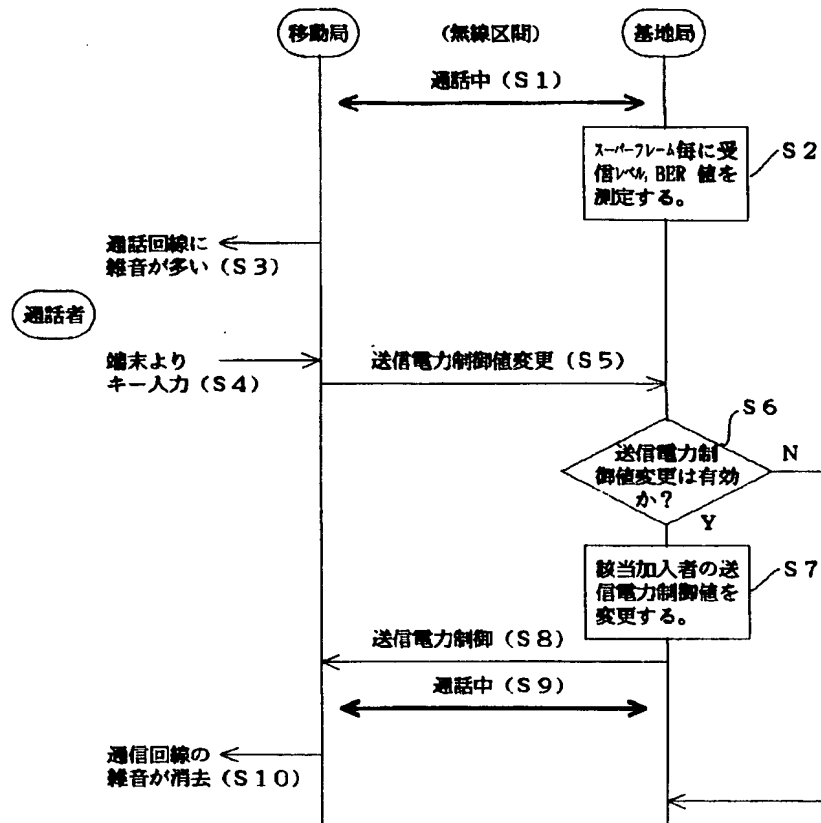 移動局
(無線区間)
基地局
通話中（S１）
スーパーフレーム毎に受
信レベル, BER 値を
測定する。
S２
通話回線に
雑音が多い（S３）
通話者
端末より
キー入力（S４）
送信電力制御値変更（S５）
S６
送信電力制
御値変更は有効
か？
N
Y
該当加入者の送
信電力制御値を
変更する。
S７
送信電力制御（S８）
通話中（S９）
通信回線の
雑音が消去（S１０）